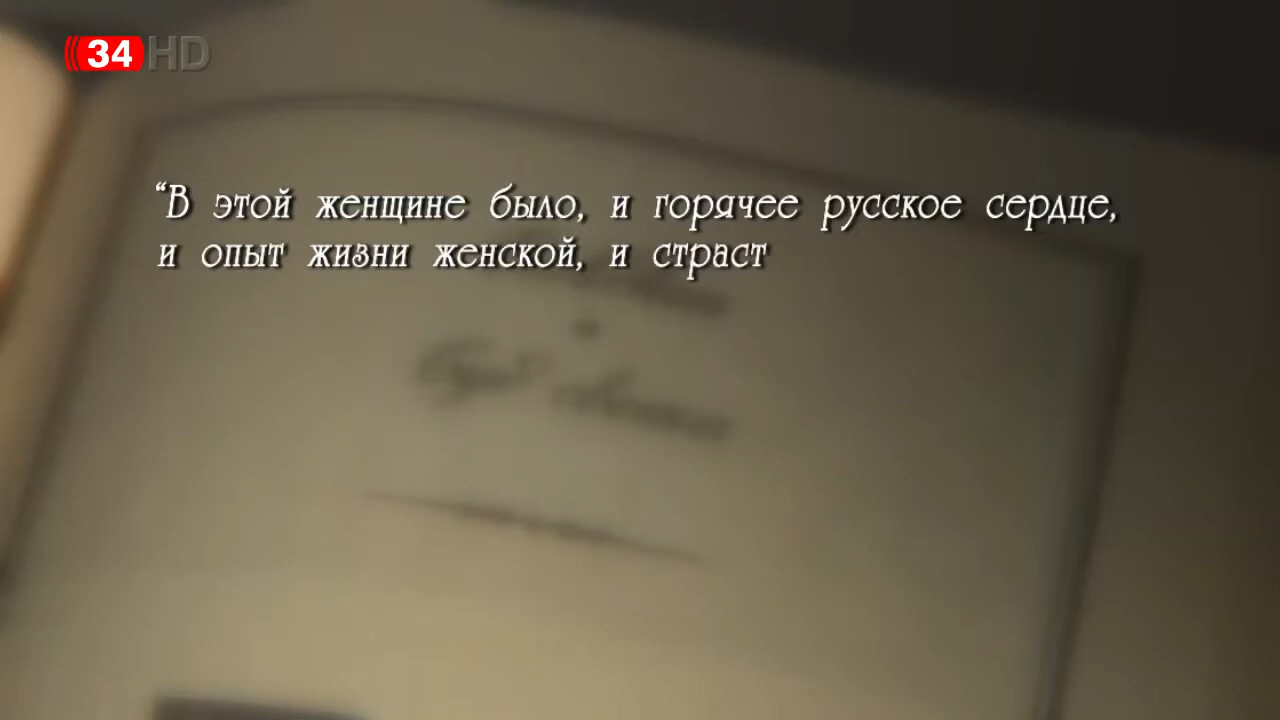 34HD
“В этой женщине было, и горячее русское сердце,
и опыт жизни женской, и страст